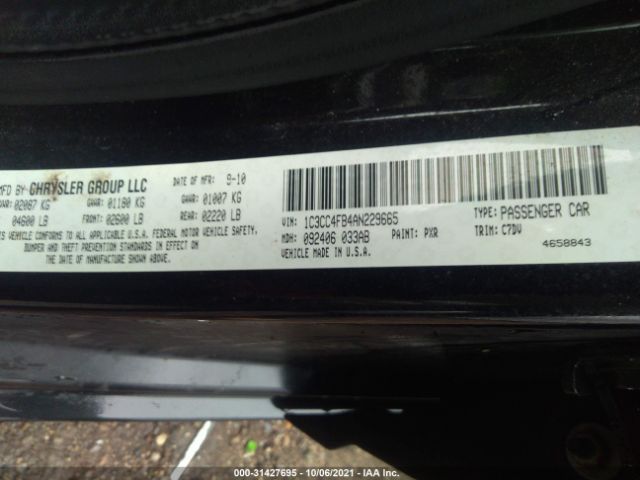 MFD BY CHRYSLER GROUP LLC DATE OF MFR: 9-10
02087 KG GAWR: 01180 KG GAWR: 01007 KG
04600 LB FRONT: 02600 LB REAR: 02220 LB
VEHICLE CONFORMS TO ALL APPLICABLE U.S.A. FEDERAL MOTOR VEHICLE SAFETY,
BUMPER AND THEFT PREVENTION STANDARDS IN EFFECT ON
THE DATE OF MANUFACTURE SHOWN ABOVE.
VIN: 1C3CC4FB4AN229665 TYPE: PASSENGER CAR
MDH: 092406 033AB PAINT: PXR TRIM: C7DV
VEHICLE MADE IN U.S.A. 4658843
000-31427695 - 10/06/2021 - IAA Inc.